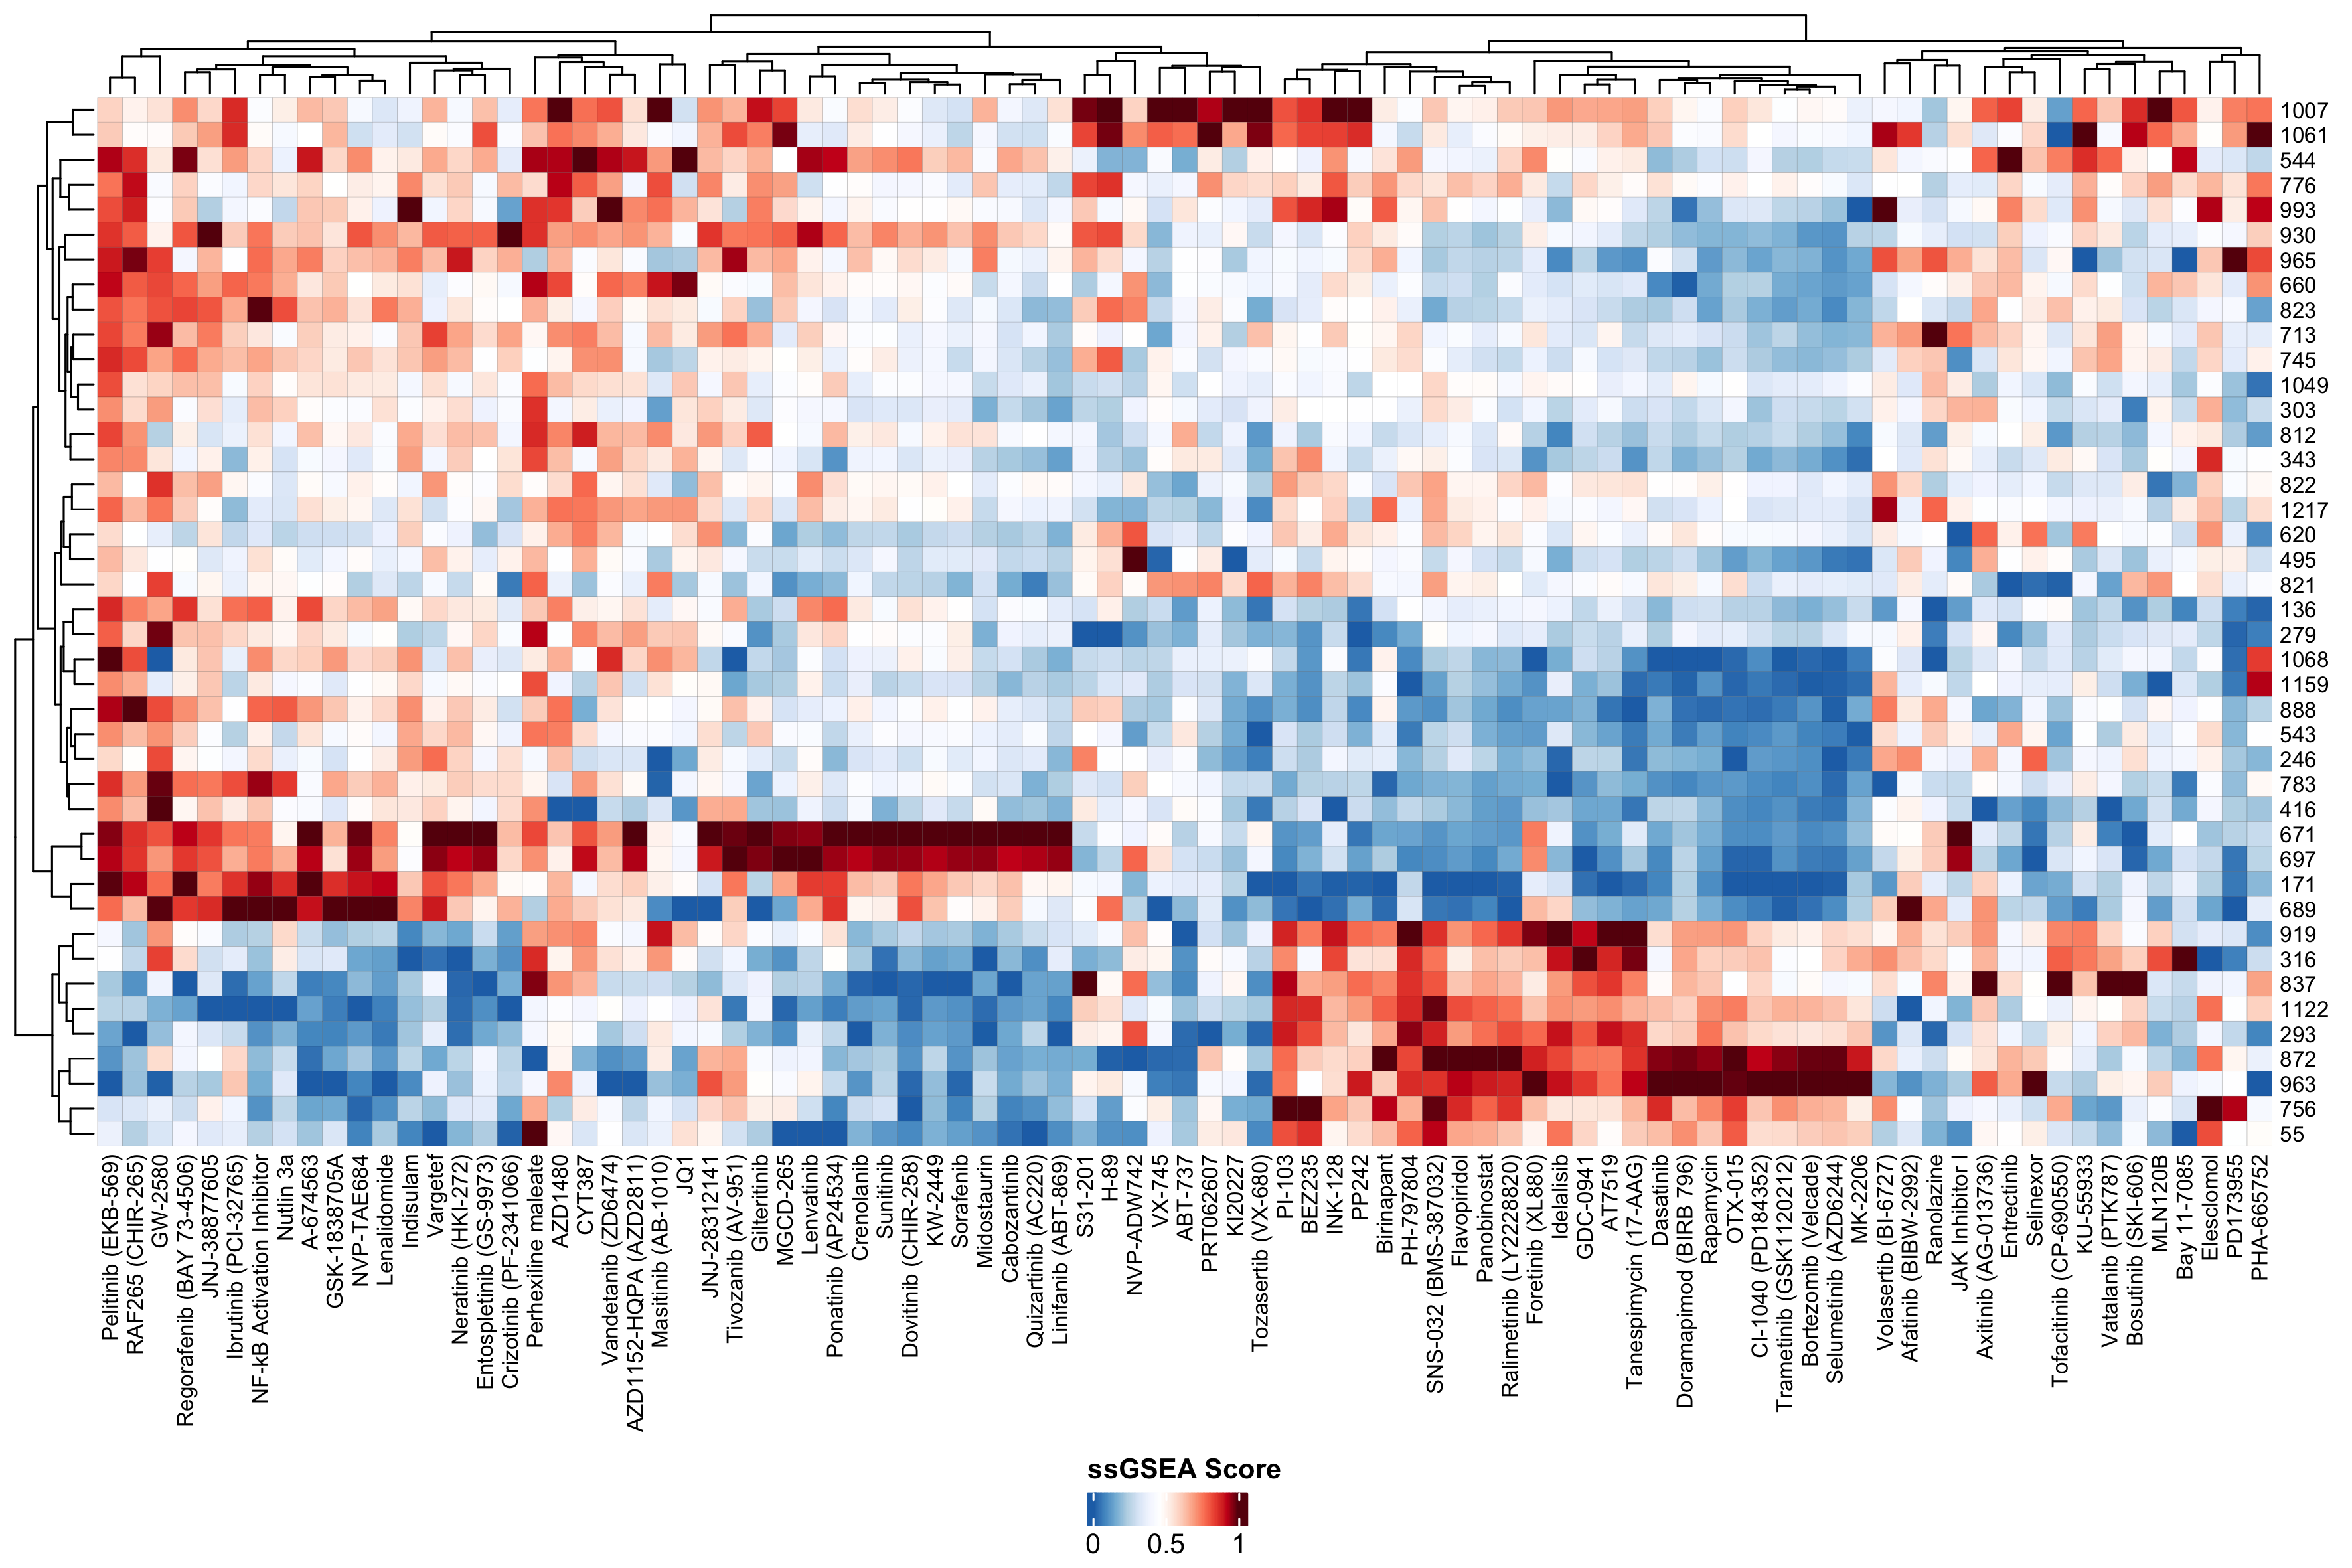 1007
1061
544
776
993
930
965
660
823
713
745
1049
303
812
343
822
1217
620
495
821
136
279
1068
1159
888
543
246
783
416
671
697
171
689
919
316
837
1122
293
872
963
756
55
Pelitinib (EKB-569)
RAF265 (CHIR-265)
GW-2580
Regorafenib (BAY 73-4506)
JNJ-38877605
Ibrutinib (PCI-32765)
NF-kB Activation Inhibitor
Nutlin 3a
A-674563
GSK-1838705A
NVP-TAE684
Lenalidomide
Indisulam
Vargetef
Neratinib (HKI-272)
Entospletinib (GS-9973)
Crizotinib (PF-2341066)
Perhexiline maleate
AZD1480
CYT387
Vandetanib (ZD6474)
AZD1152-HQPA (AZD2811)
Masitinib (AB-1010)
JQ1
JNJ-28312141
Tivozanib (AV-951)
Gilteritinib
MGCD-265
Lenvatinib
Ponatinib (AP24534)
Crenolanib
Sunitinib
Dovitinib (CHIR-258)
KW-2449
Sorafenib
Midostaurin
Cabozantinib
Quizartinib (AC220)
Linifanib (ABT-869)
S31-201
H-89
NVP-ADW742
VX-745
ABT-737
PRT062607
KI20227
Tozasertib (VX-680)
PI-103
BEZ235
INK-128
PP242
Birinapant
PH-797804
SNS-032 (BMS-387032)
Flavopiridol
Panobinostat
Ralimetinib (LY2228820)
Foretinib (XL880)
Idelalisib
GDC-0941
AT7519
Tanespimycin (17-AAG)
Dasatinib
Doramapimod (BIRB 796)
Rapamycin
OTX-015
CI-1040 (PD184352)
Trametinib (GSK1120212)
Bortezomib (Velcade)
Selumetinib (AZD6244)
MK-2206
Volasertib (BI-6727)
Afatinib (BIBW-2992)
Ranolazine
JAK Inhibitor I
Axitinib (AG-013736)
Entrectinib
Selinexor
Tofacitinib (CP-690550)
KU-55933
Vatalanib (PTK787)
Bosutinib (SKI-606)
MLN120B
Bay 11-7085
Elesclomol
PD173955
PHA-665752
ssGSEA Score
0 0.5 1